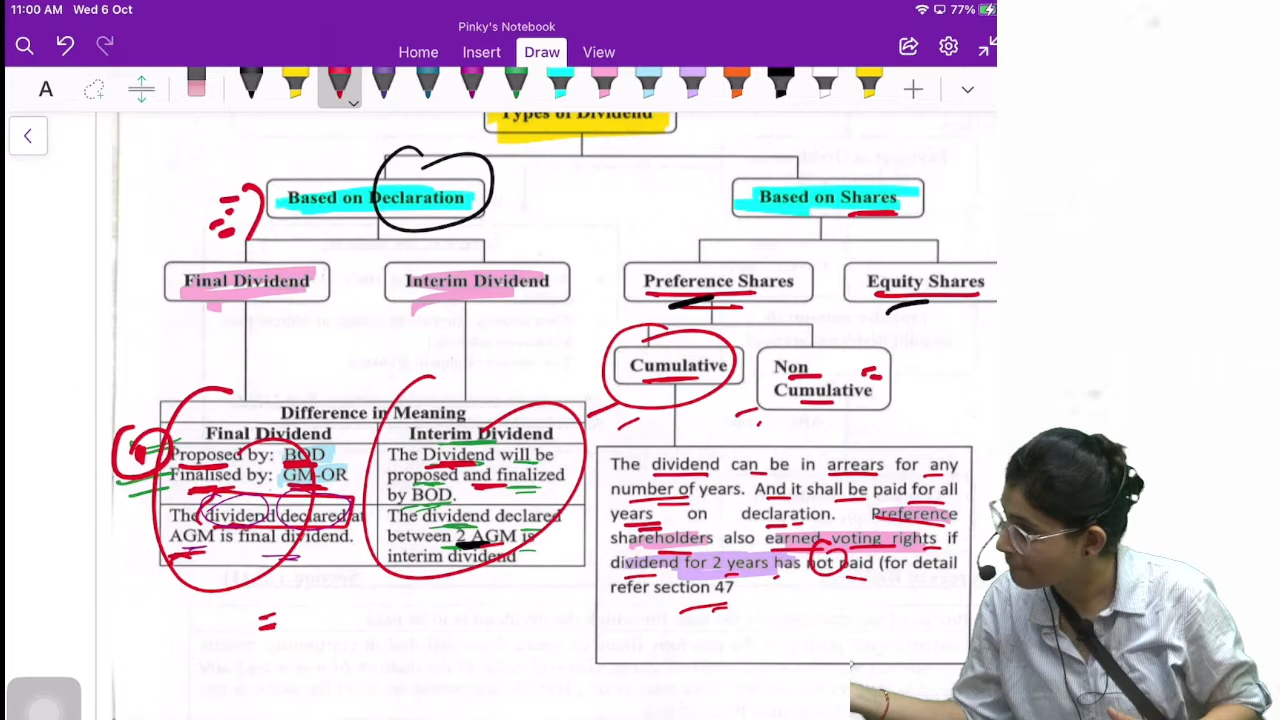 11:00 AM Wed 6 Oct
77%
Pinky's Notebook
Home Insert Draw View
A
Types of Dividend
Based on Declaration
Based on Shares
Final Dividend
Interim Dividend
Preference Shares
Equity Shares
Cumulative
Non
Cumulative
Difference in Meaning
Final Dividend
Interim Dividend
Proposed by: BOD
Finalised by: GM-OR
The Dividend will be
proposed and finalized
by BOD.
The dividend declared at
AGM is final dividend.
The dividend declared
between 2 AGM is
interim dividend
The dividend can be in arrears for any
number of years. And it shall be paid for all
years on declaration. Preference
shareholders also earned voting rights if
dividend for 2 years has not paid (for detail
refer section 47